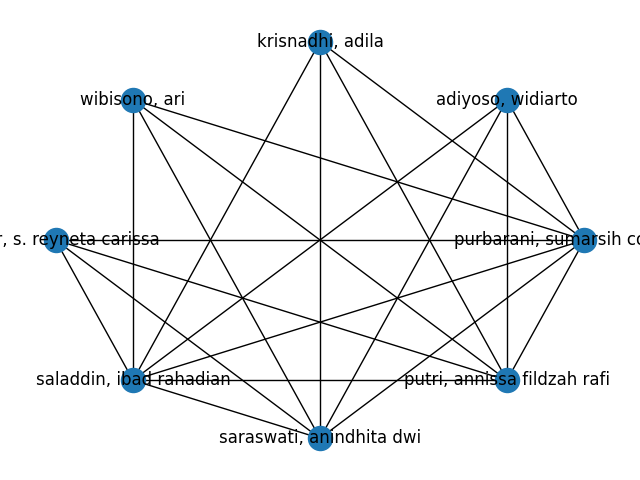 krisnadhi, adila
wibisono, ari
adiyoso, widiarto
r, s. reyneta carissa
purbarani, sumarsih co
saladdin, ibad rahadian
putri, annissa fildzah rafi
saraswati, anindhita dwi